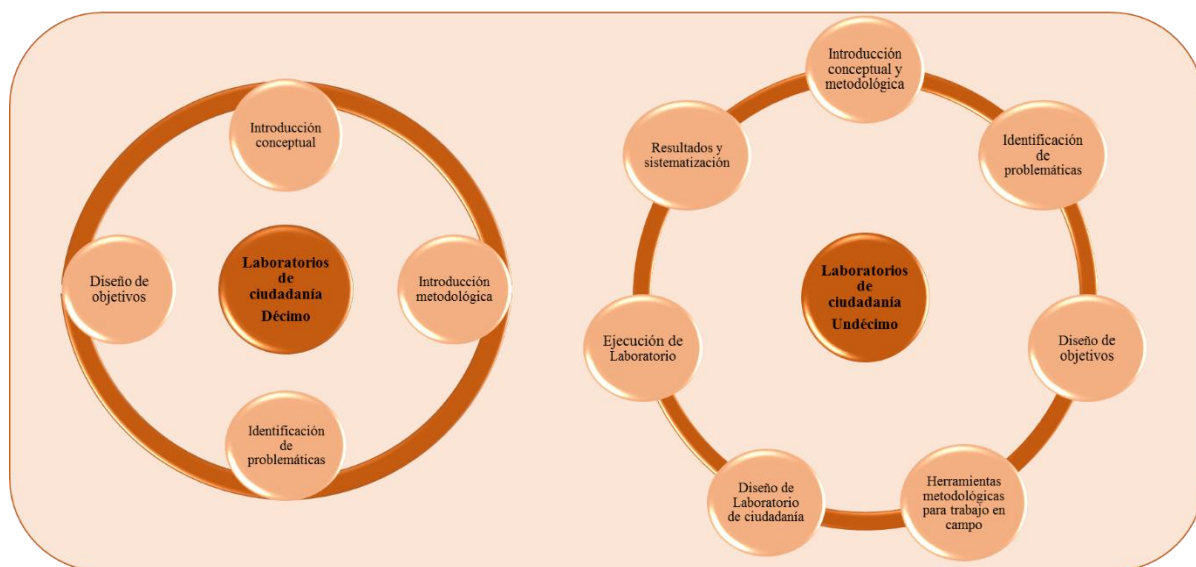 Introducción
conceptual
Introducción
metodológica
Identificación
de
problemáticas
Diseño de
objetivos
Laboratorios
de
ciudadanía
Décimo
Introducción
conceptual y
metodológica
Identificación
de
problemáticas
Diseño de
objetivos
Herramientas
metodológicas
para trabajo en
campo
Diseño de
Laboratorio
de ciudadanía
Ejecución de
Laboratorio
Resultados y
sistematización
Laboratorios
de
ciudadanía
Undécimo